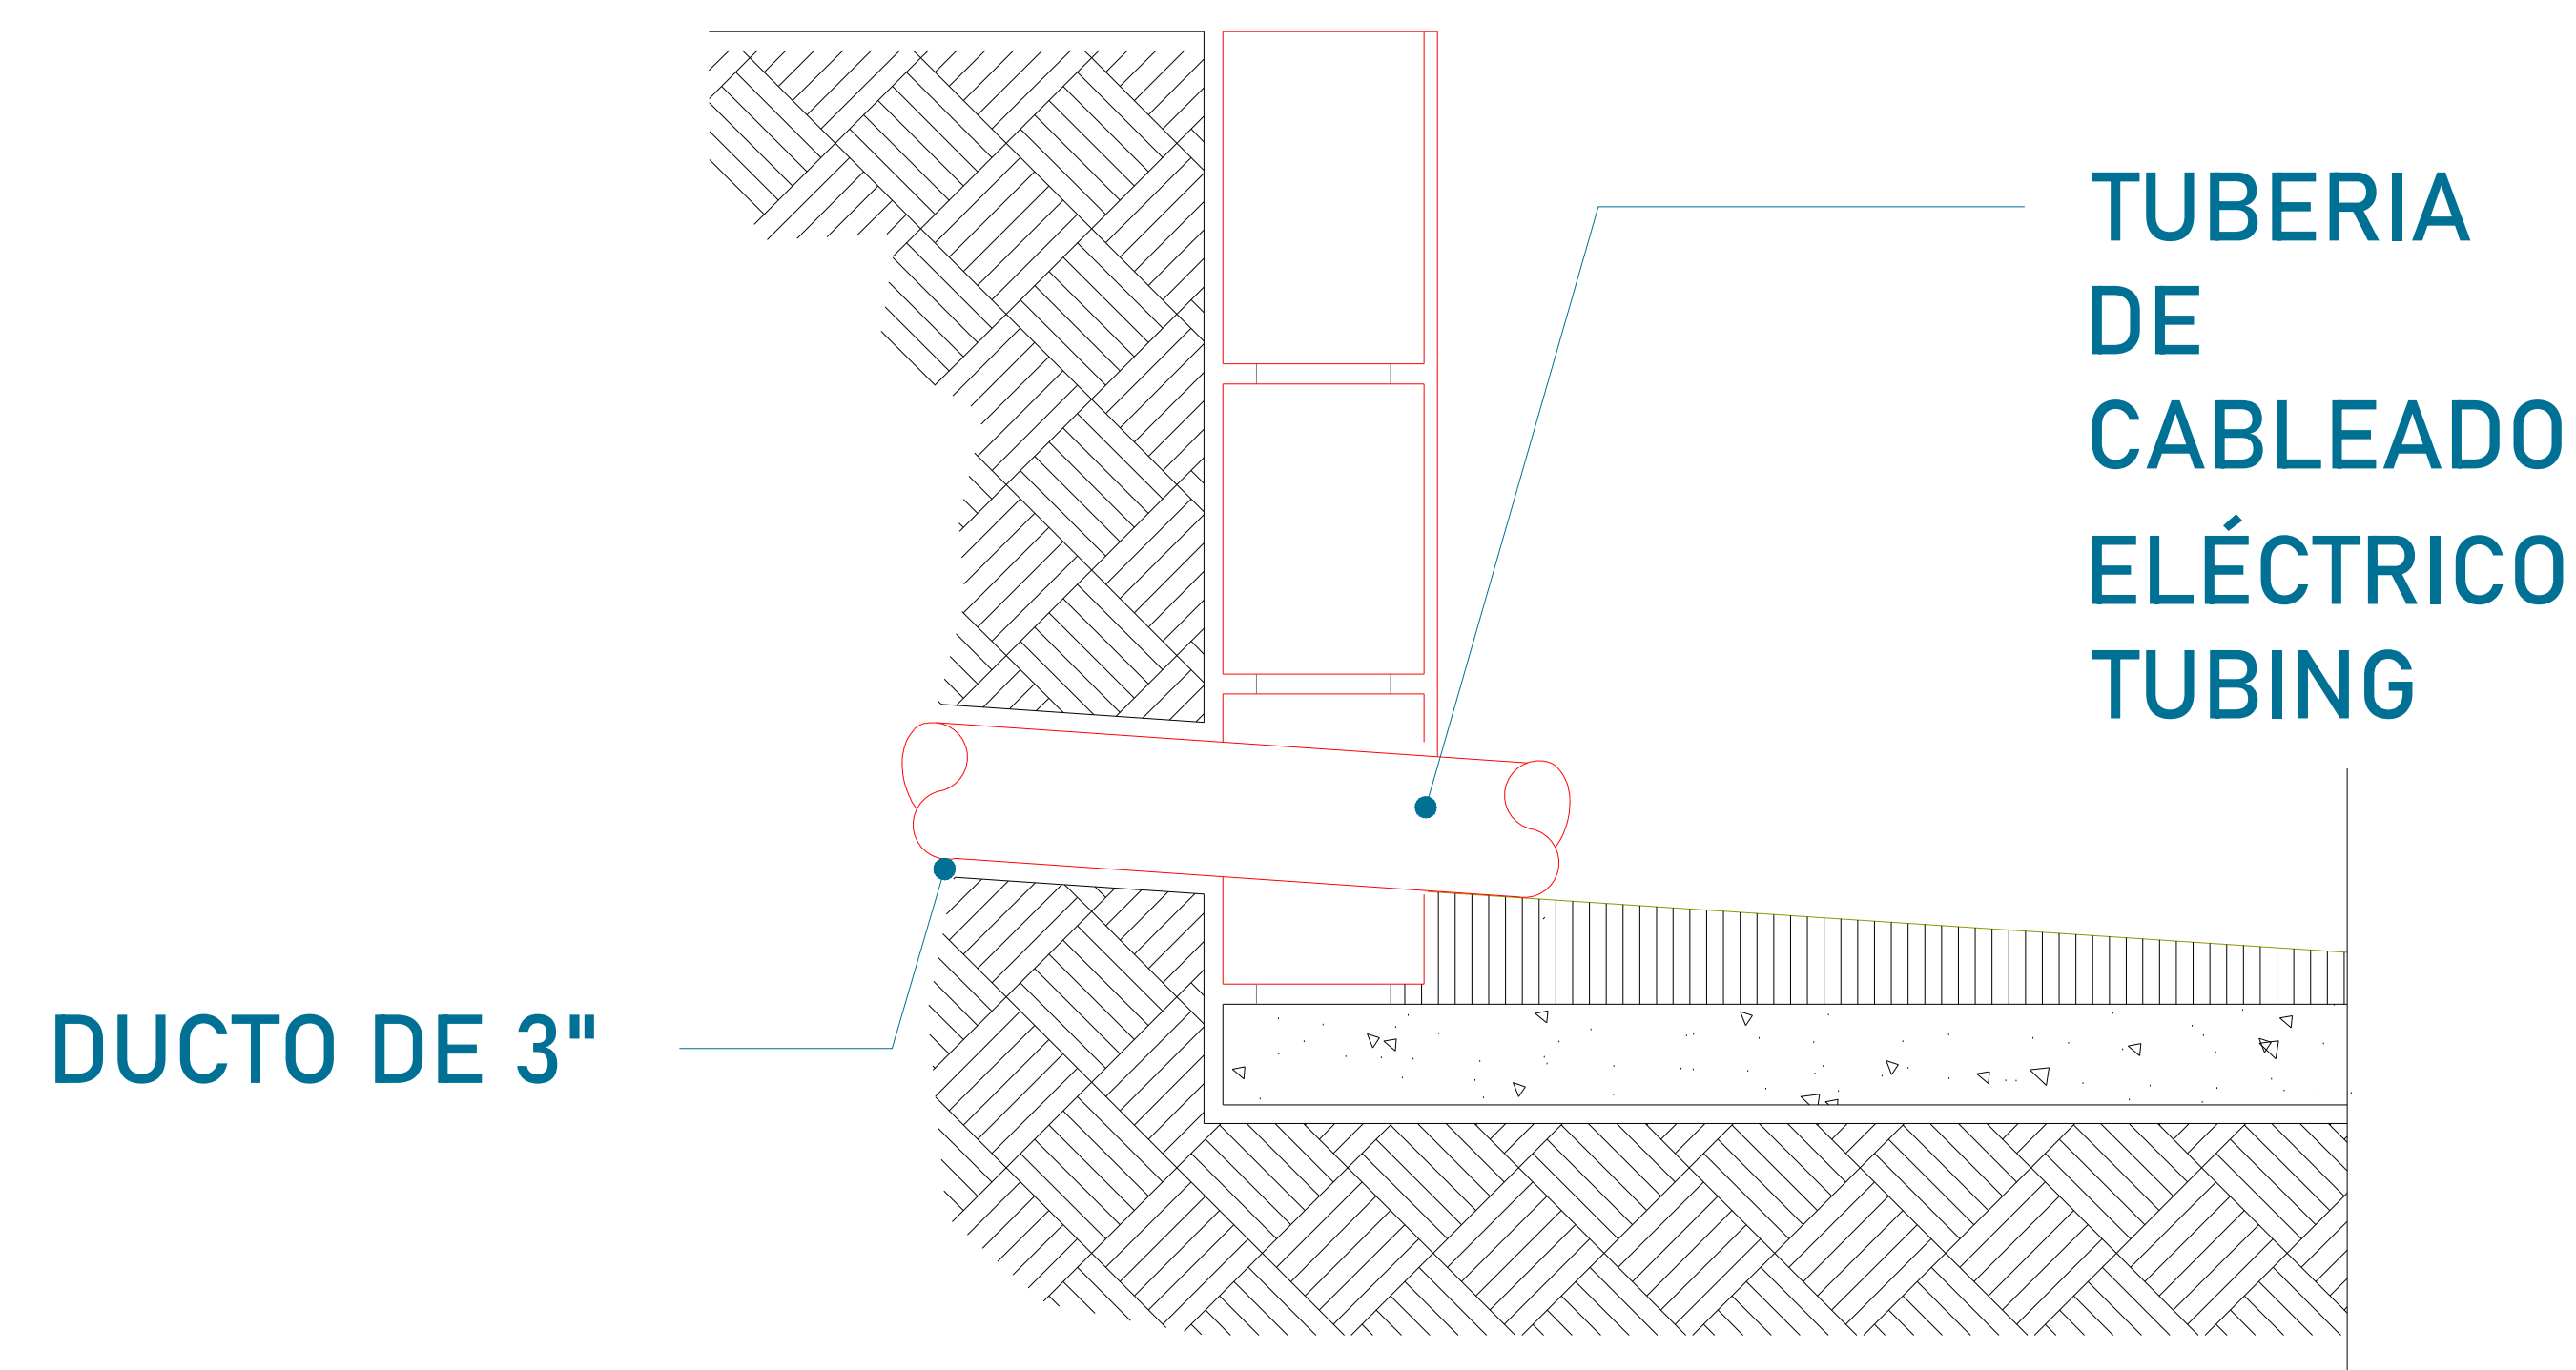 TUBERIA
DE
CABLEADO
ELÉCTRICO
TUBING
DUCTO DE 3"